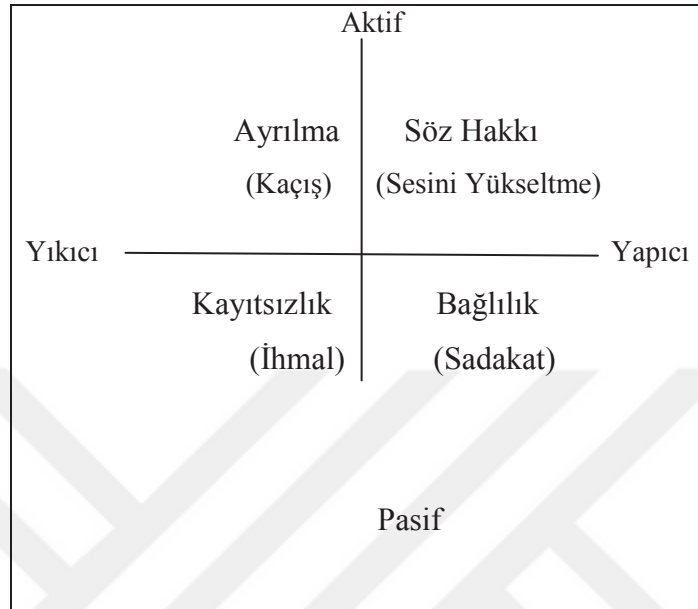 Aktif
Ayrılma Söz Hakkı
(Kaçış) (Sesini Yükseltme)
Yıkıcı Yapıcı
Kayıtsızlık Bağlılık
(İhmal) (Sadakat)
Pasif